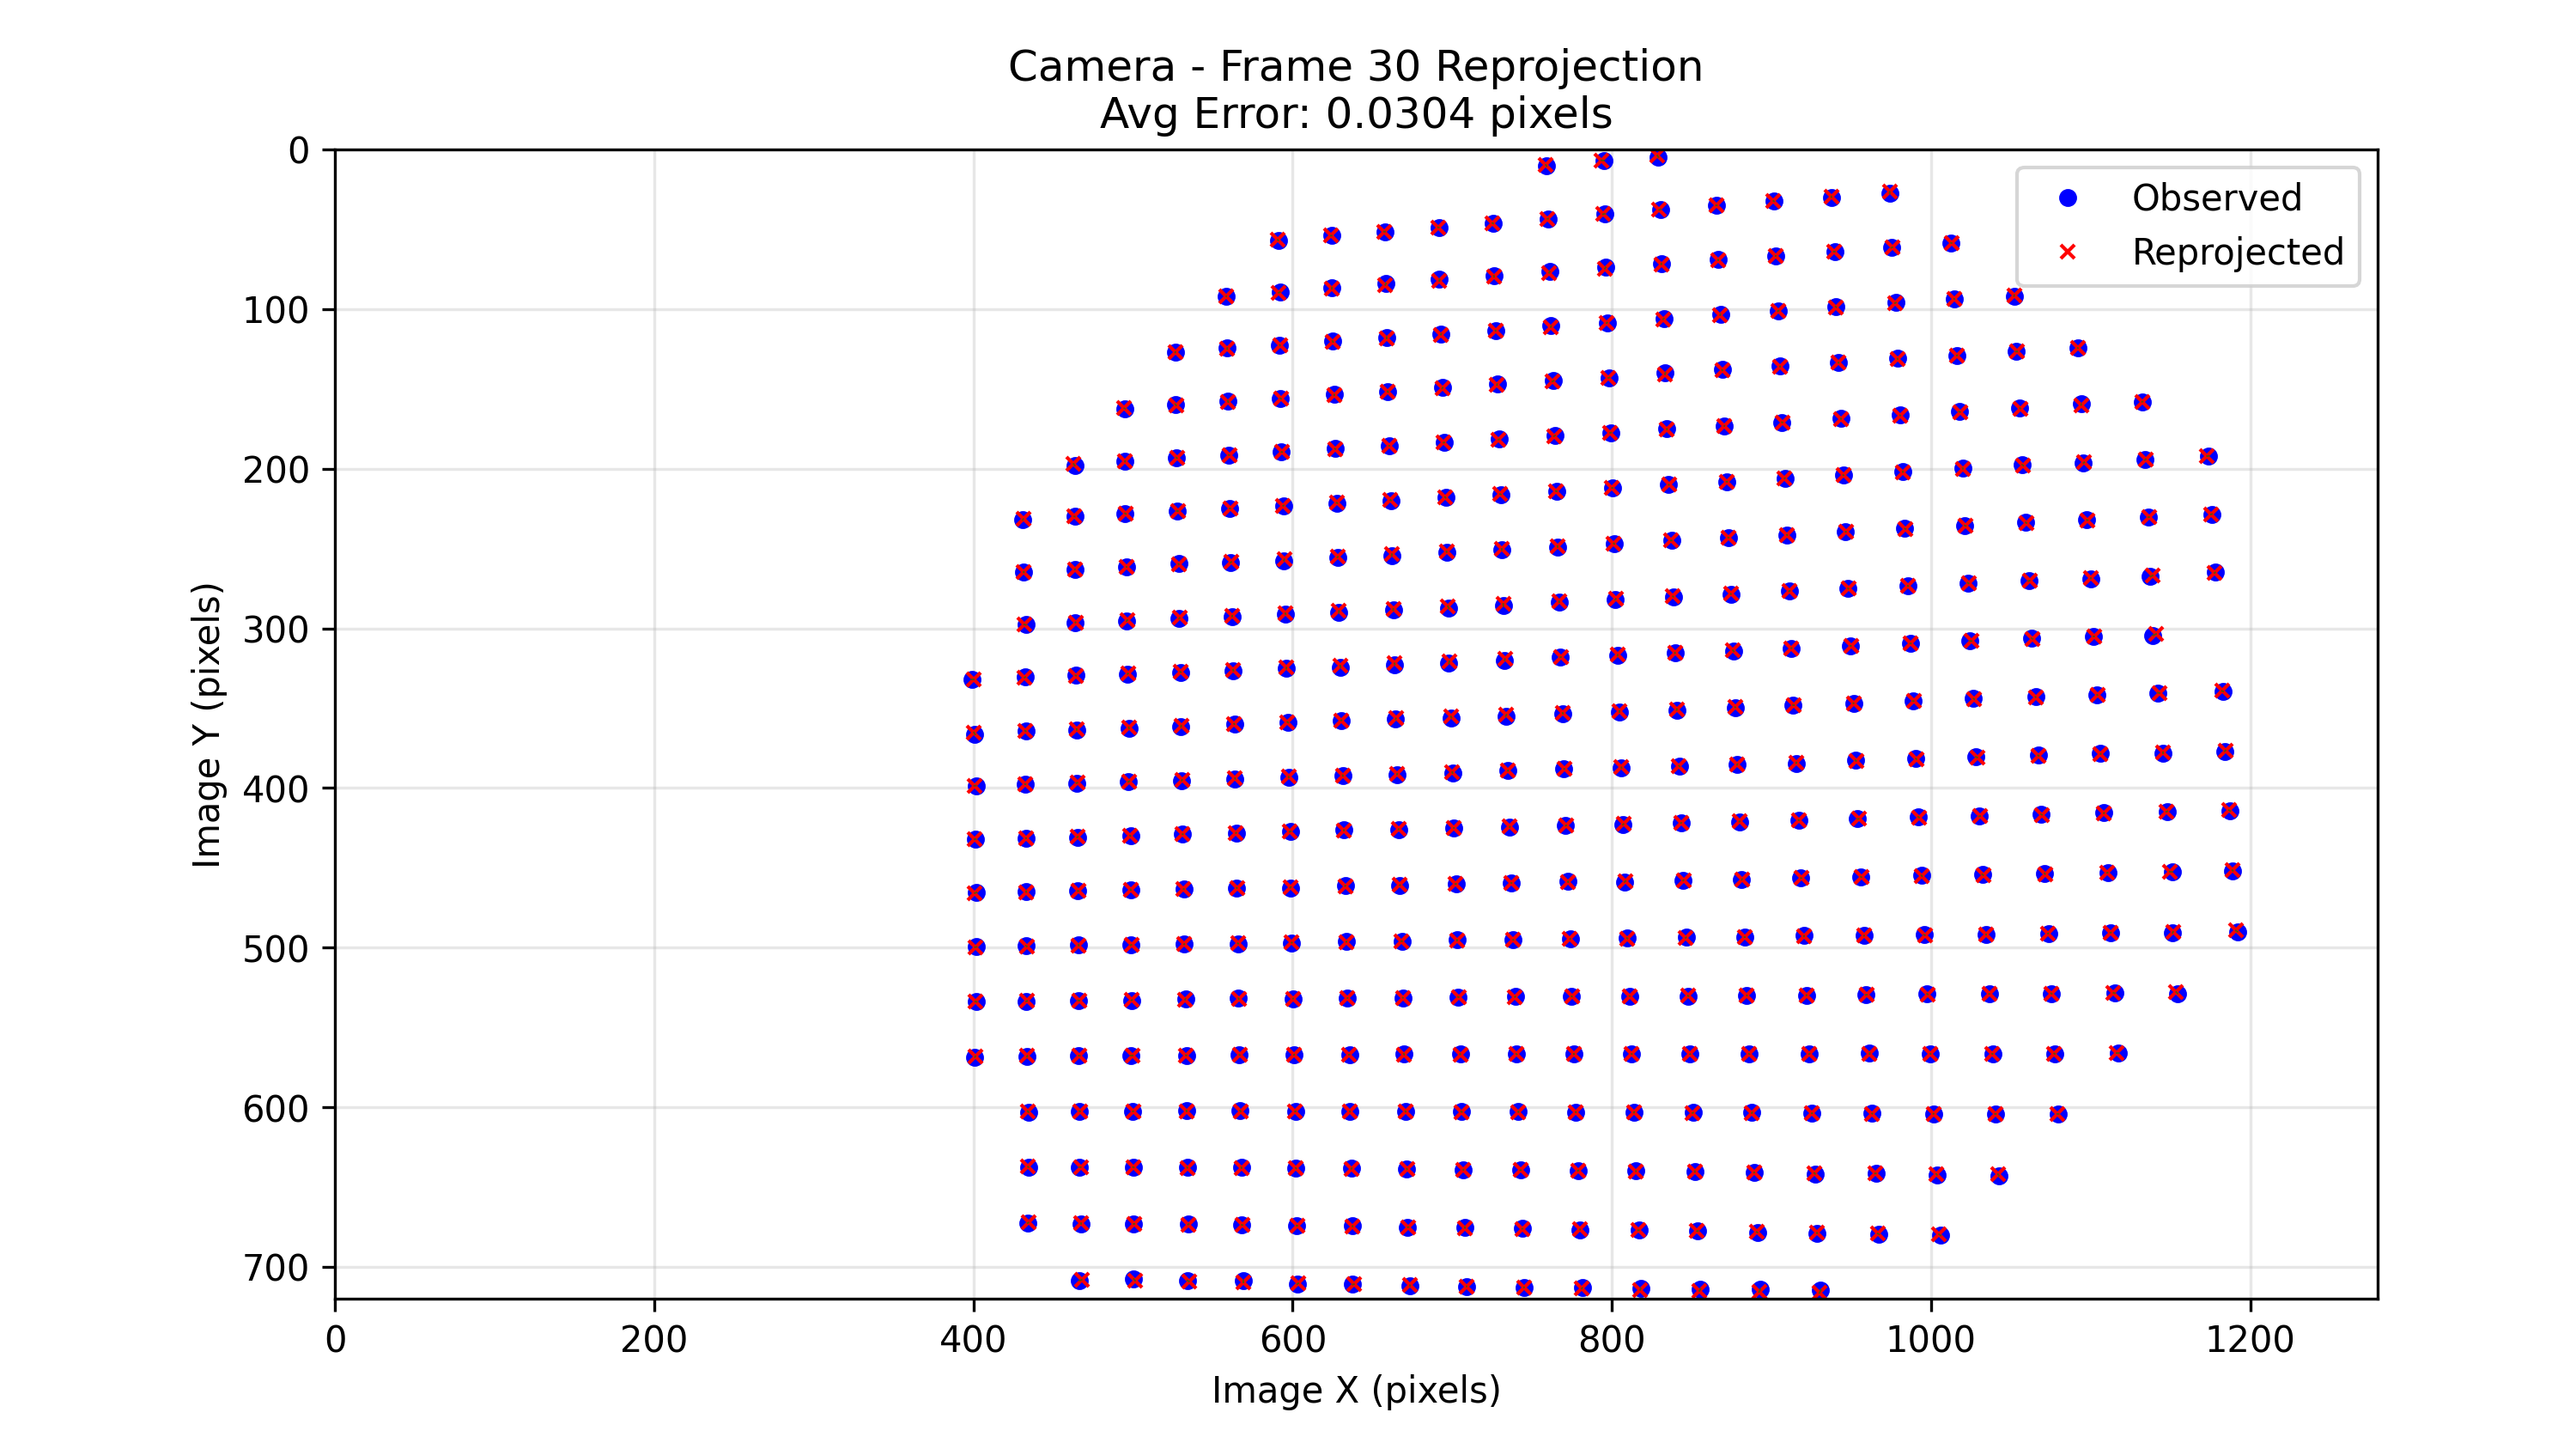 Camera - Frame 30 Reprojection
Avg Error: 0.0304 pixels
Observed
Reprojected
Image Y (pixels)
0
100
200
300
400
500
600
700
0 200 400 600 800 1000 1200
Image X (pixels)